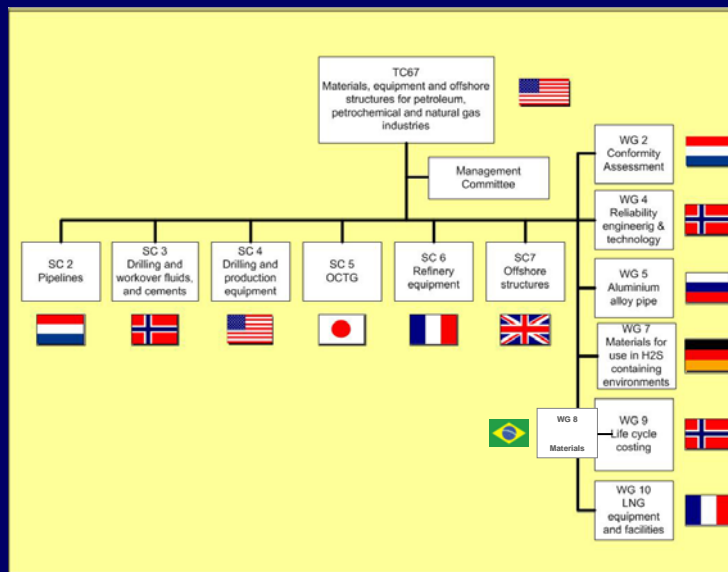 TC67
Materials, equipment and offshore
structures for petroleum,
petrochemical and natural gas
industries
Management
Committee
SC 2
Pipelines
SC 3
Drilling and
workover fluids,
and cements
SC 4
Drilling and
production
equipment
SC 5
OCTG
SC 6
Refinery
equipment
SC7
Offshore
structures
WG 2
Conformity
Assessment
WG 4
Reliability
engineerig &
technology
WG 5
Aluminium
alloy pipe
WG 7
Materials for
use in H2S
containing
environments
WG 8
Materials
WG 9
Life cycle
costing
WG 10
LNG
equipment
and facilities